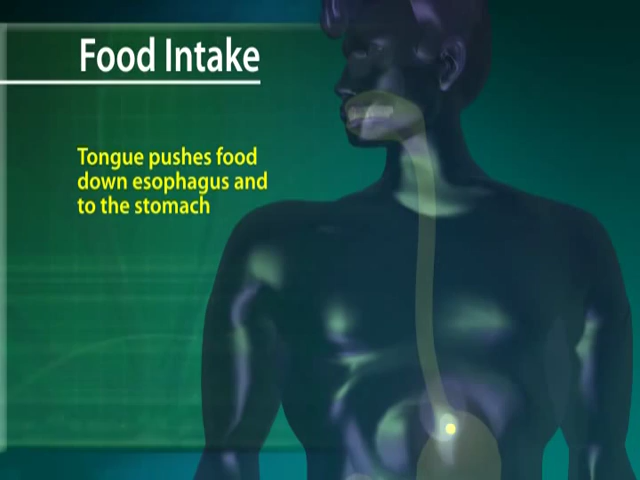 Food Intake
Tongue pushes food
down esophagus and
to the stomach